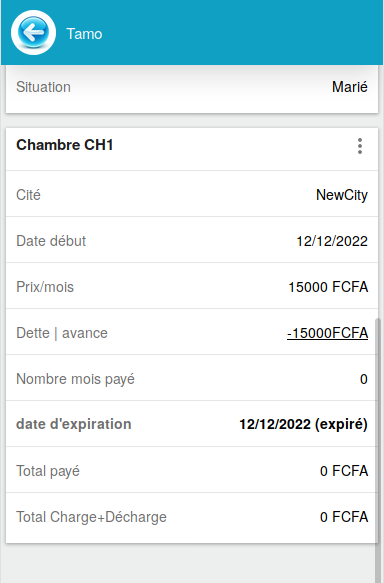 Tamo
Situation Marié
Chambre CH1
Cité NewCity
Date début 12/12/2022
Prix/mois 15000 FCFA
Dette | avance -15000FCFA
Nombre mois payé 0
date d'expiration 12/12/2022 (expiré)
Total payé 0 FCFA
Total Charge+Décharge 0 FCFA